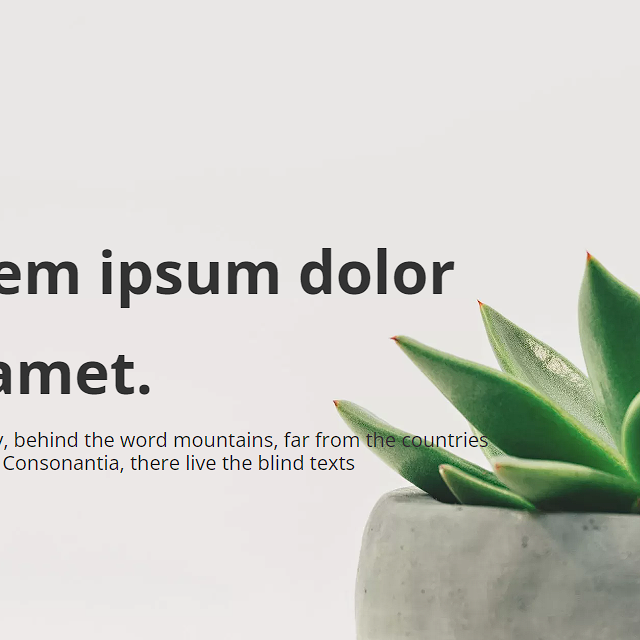 em ipsum dolor
amet.
, behind the word mountains, far from the countries
Consonantia, there live the blind texts